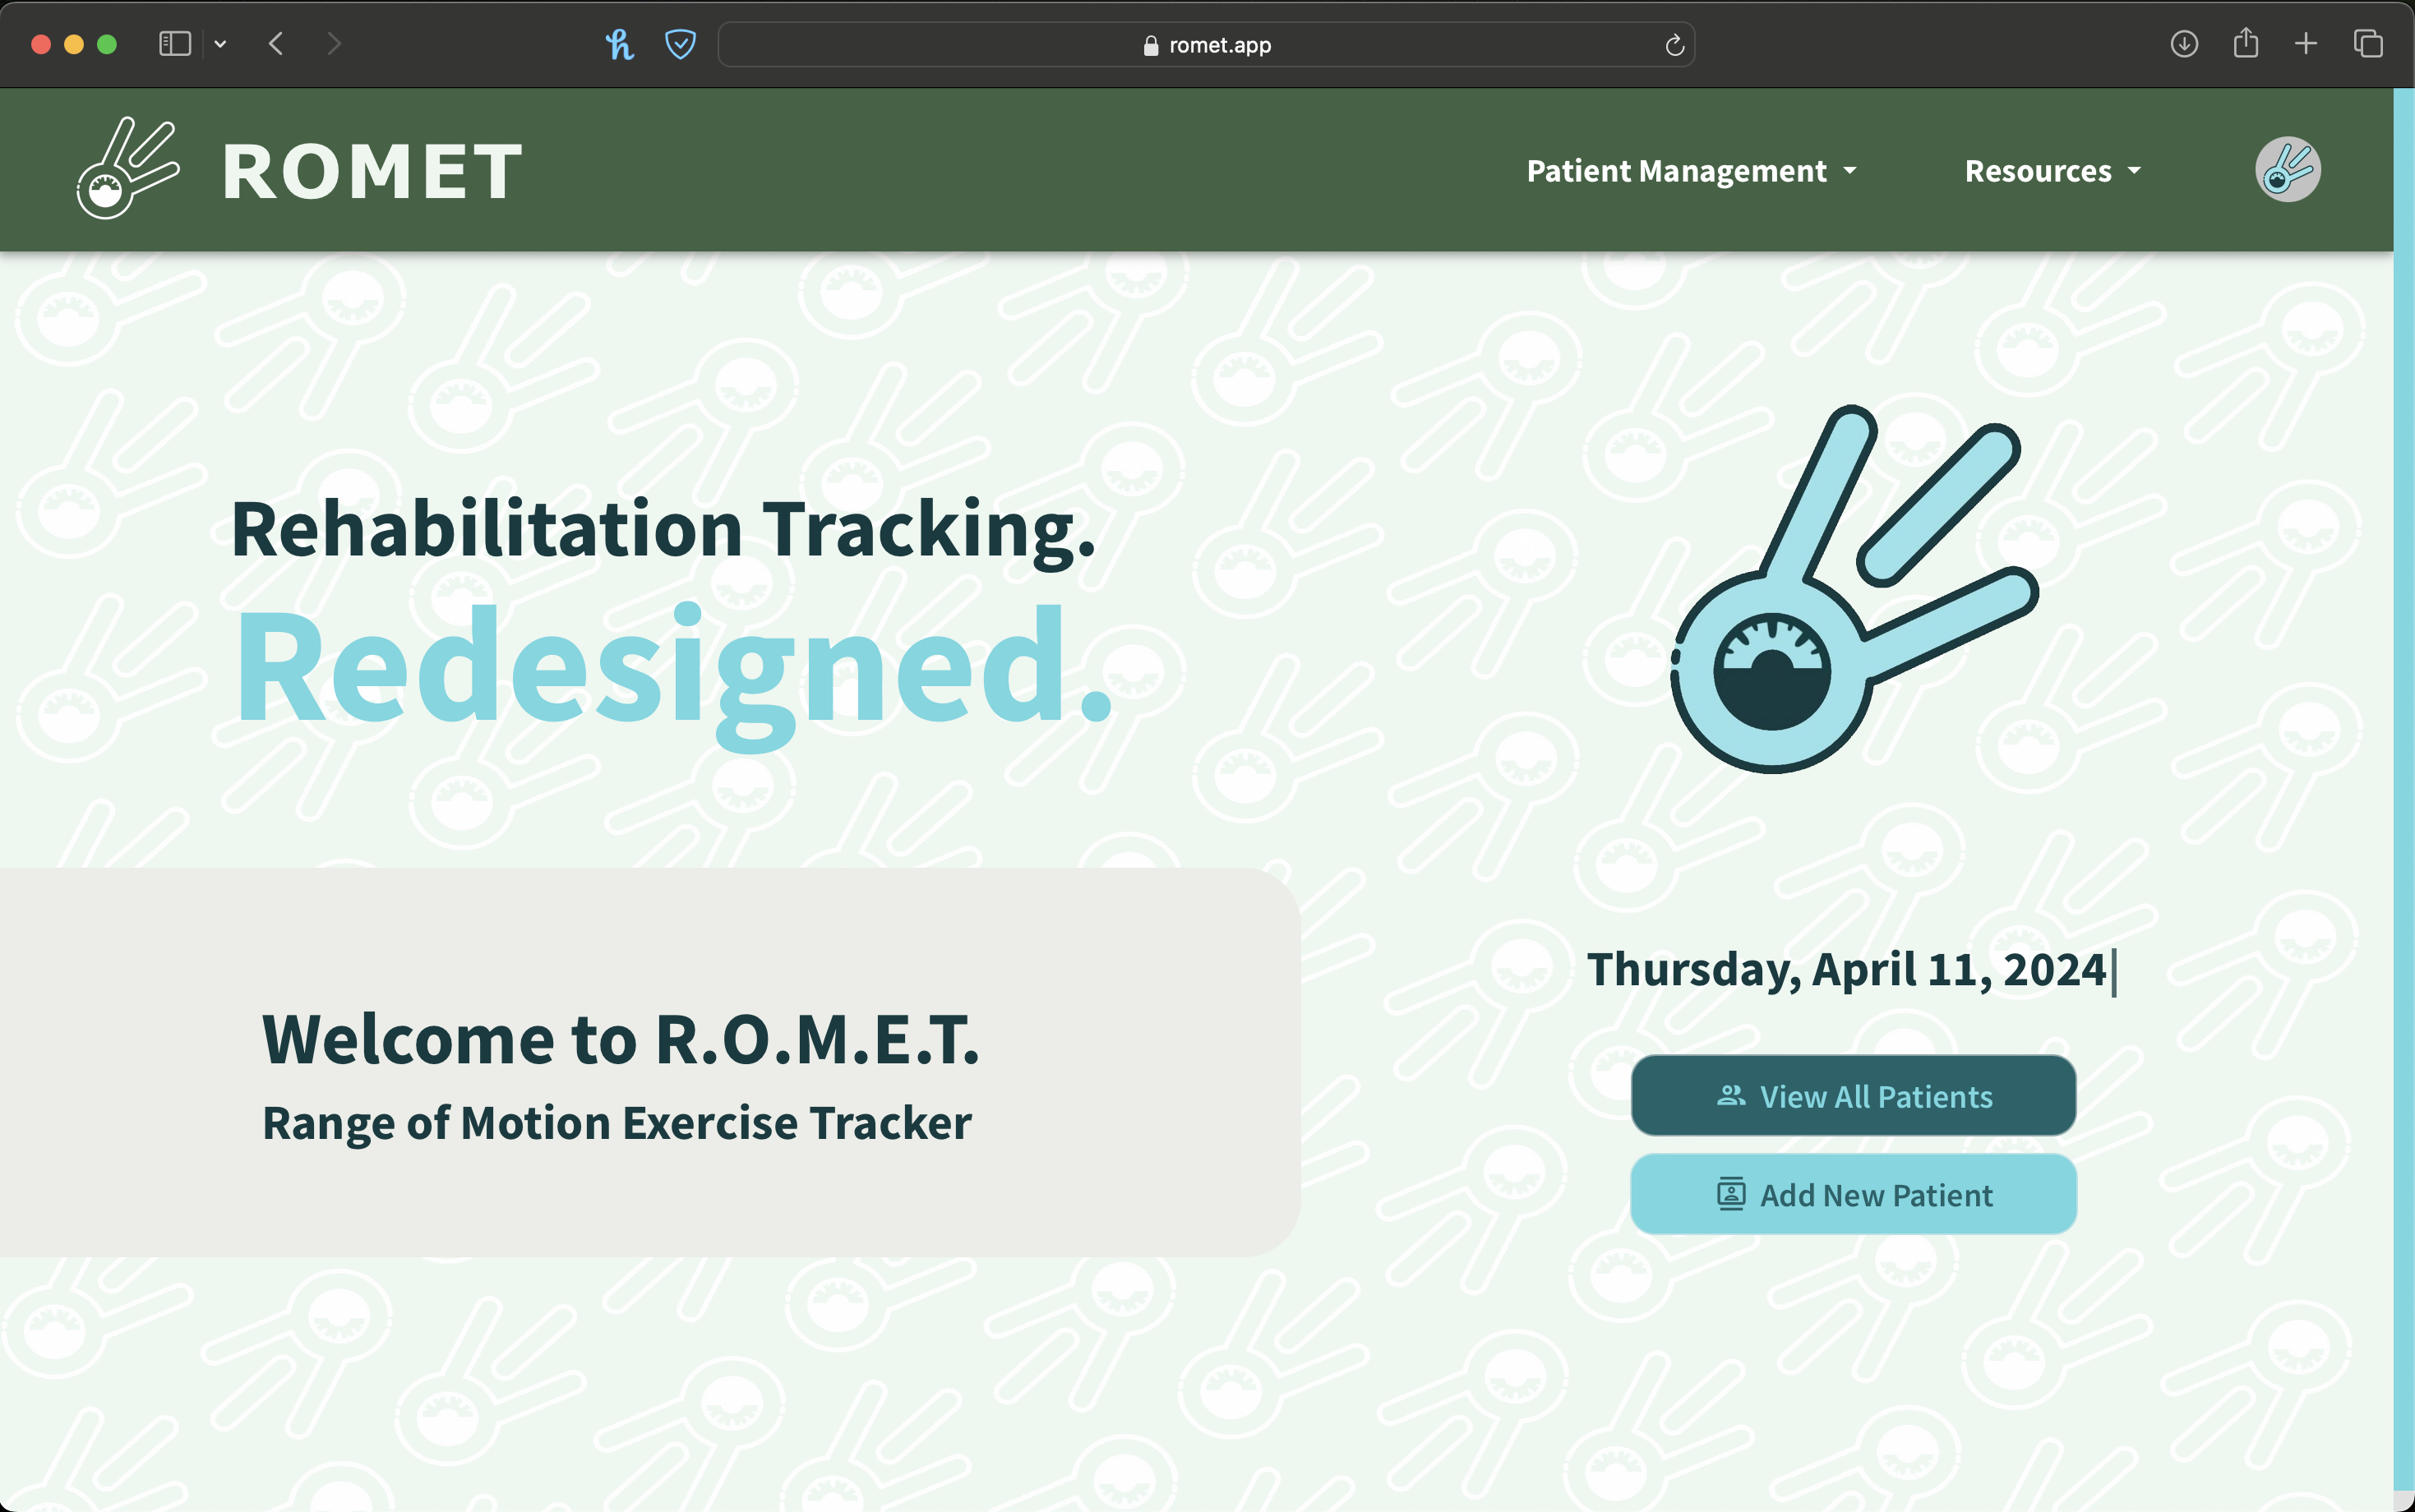 romet.app
ROMET
Patient Management
Resources
Rehabilitation Tracking.
Redesigned.
Welcome to R.O.M.E.T.
Range of Motion Exercise Tracker
Thursday, April 11, 2024
View All Patients
Add New Patient